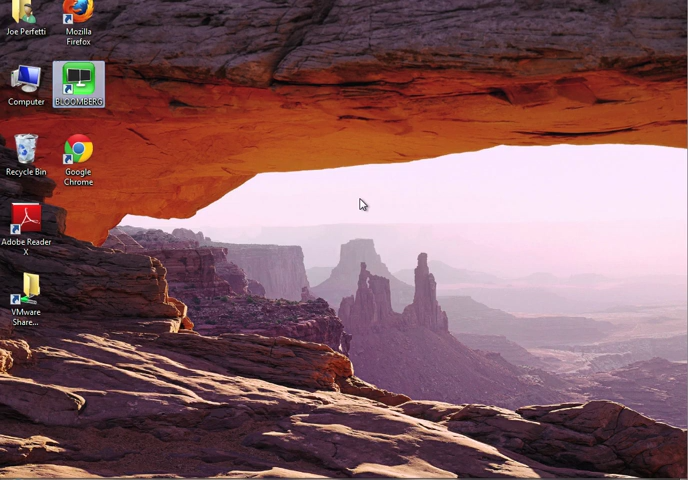 Joe Perfetti
Mozilla
Firefox
Computer
BLOOMBERG
Recycle Bin
Google
Chrome
Adobe Reader
X
VMware
Share...